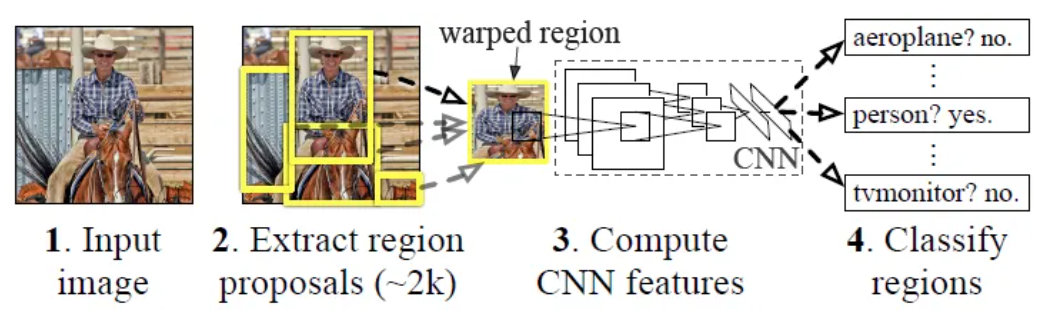 warped region
aeroplane? no.
person? yes.
CNN
tvmonitor? no.
1. Input
image
2. Extract region
proposals (~2k)
3. Compute
CNN features
4. Classify
regions